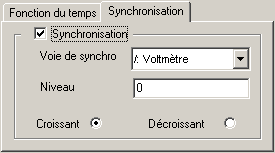 Fonction du temps Synchronisation
Synchronisation
Voie de synchro /: Voltmètre
Niveau 0
Croissant Décroissant